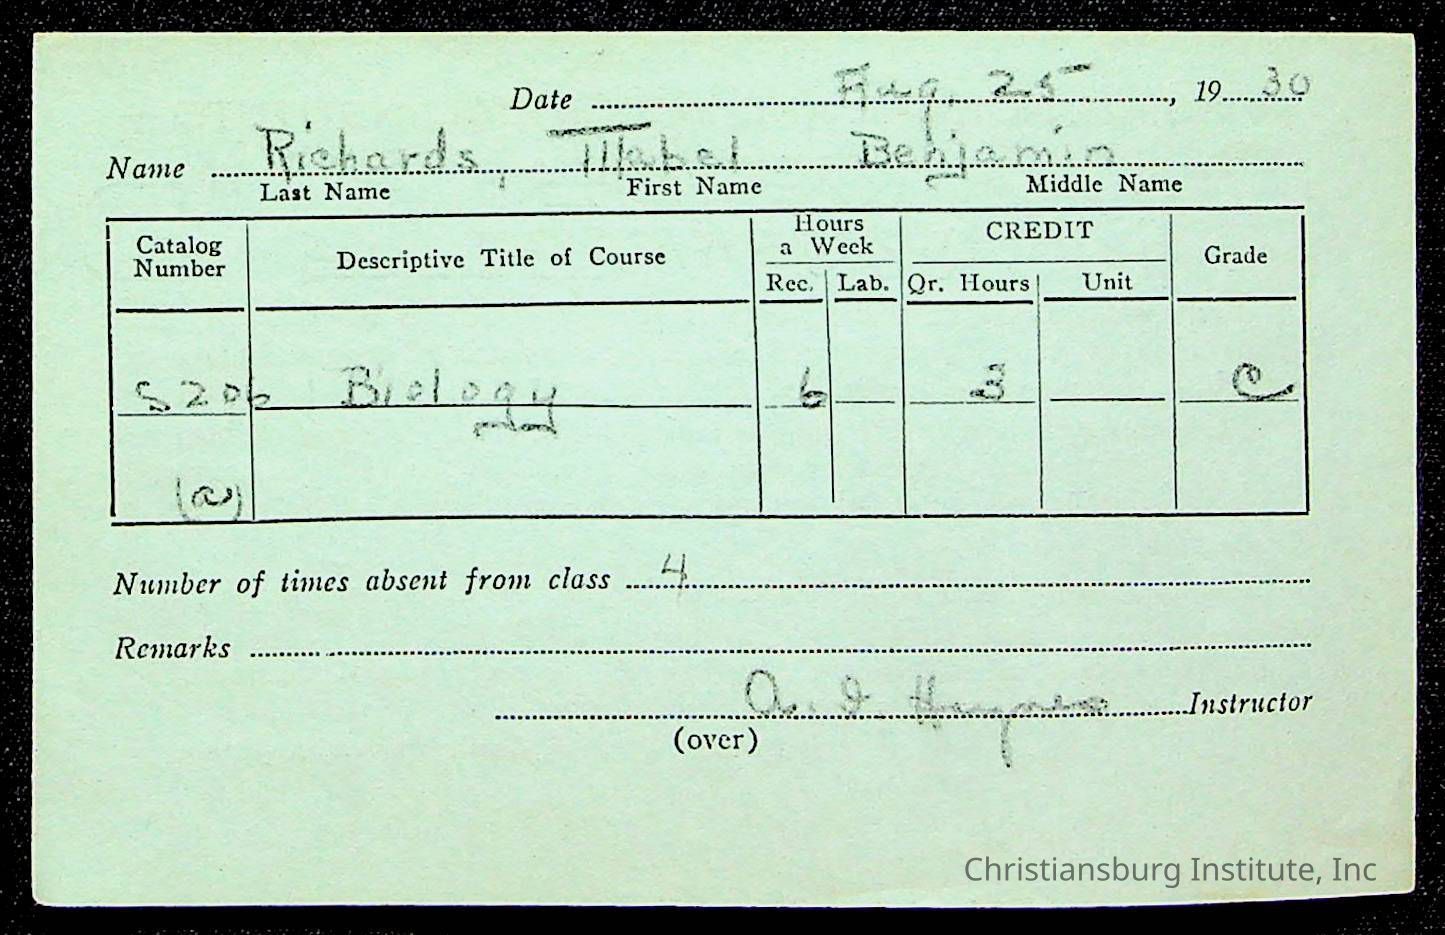 Date Aug. 25, 1930
Name Richards, Mabel Benjamin
Last Name First Name Middle Name
Catalog Number Descriptive Title of Course Hours a Week CREDIT Grade
Rec. Lab. Qr. Hours Unit
S206 Biology 6 3 C
(a)
Number of times absent from class 4
Remarks
A. I. Instructor
(over)
Christiansburg Institute, Inc